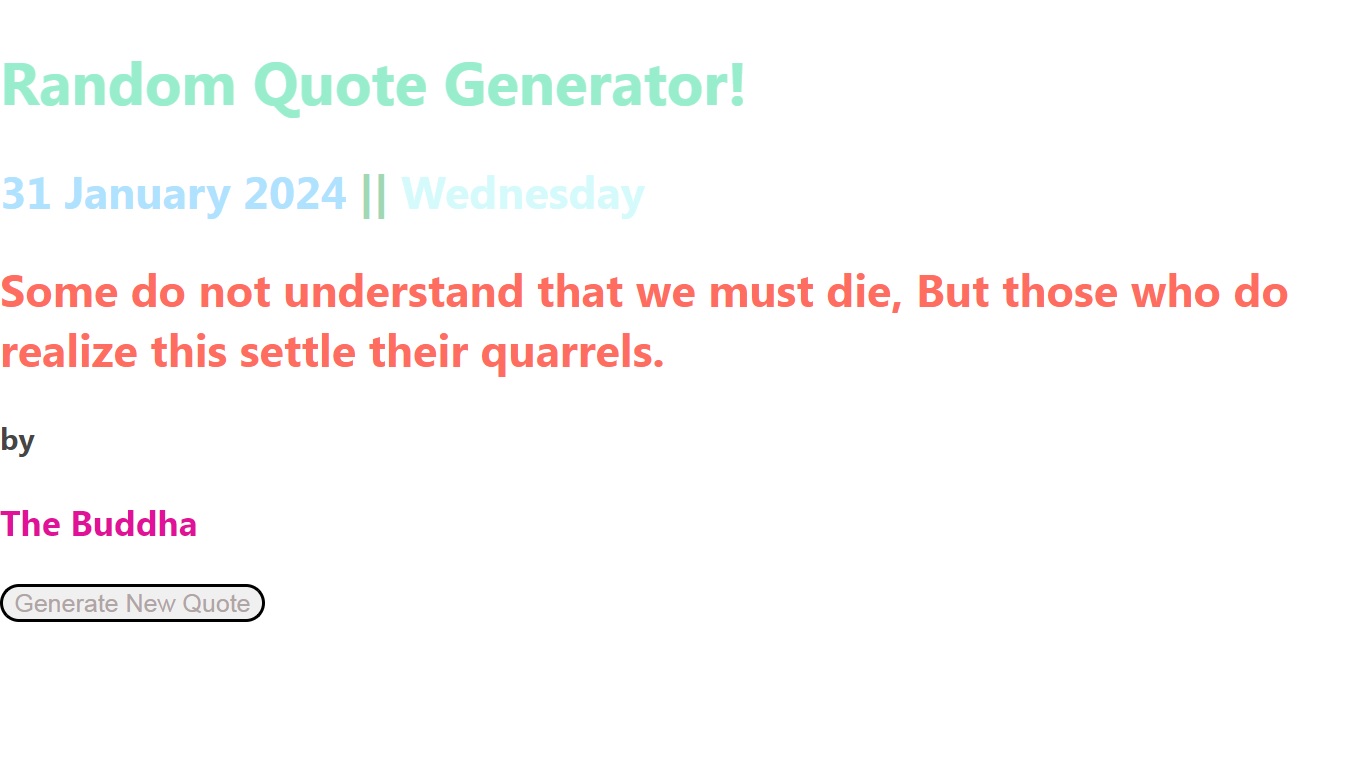 Random Quote Generator!
31 January 2024 || Wednesday
Some do not understand that we must die, But those who do
realize this settle their quarrels.
by
The Buddha
Generate New Quote